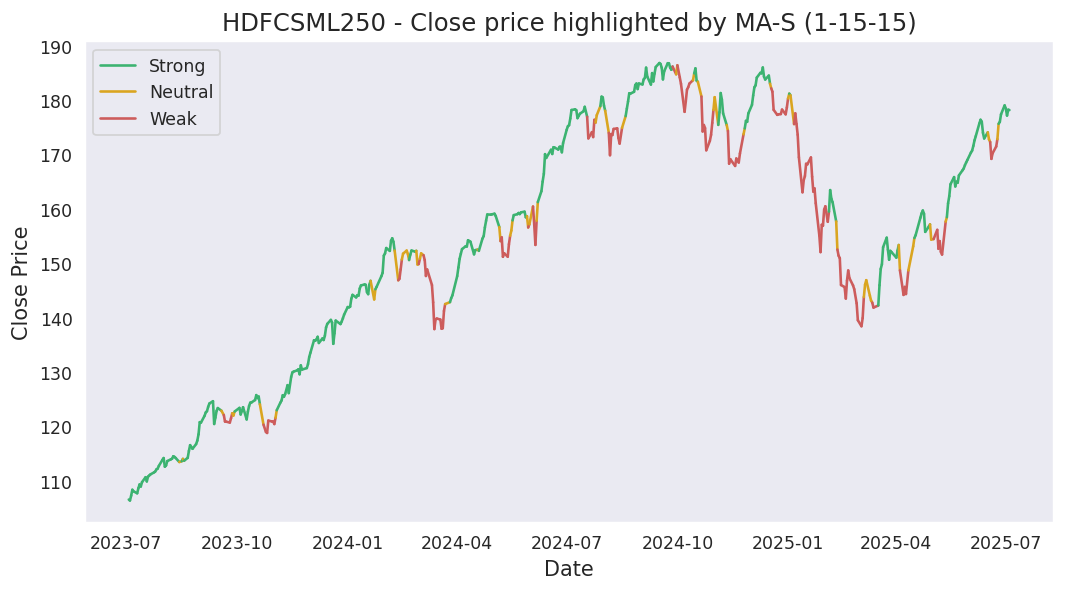 HDFCSML250 - Close price highlighted by MA-S (1-15-15)
190
180
170
160
150
140
130
120
110
Close Price
Strong
Neutral
Weak
2023-07 2023-10 2024-01 2024-04 2024-07 2024-10 2025-01 2025-04 2025-07
Date